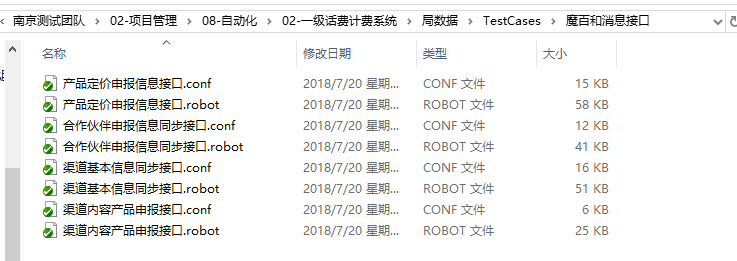 南京测试团队 02-项目管理 08-自动化 02-一级话费计费系统 局数据 TestCases 魔百和消息接口
名称 修改日期 类型 大小
产品定价申报信息接口.conf 2018/7/20 星期... CONF 文件 15 KB
产品定价申报信息接口.robot 2018/7/20 星期... ROBOT 文件 58 KB
合作伙伴申报信息同步接口.conf 2018/7/20 星期... CONF 文件 12 KB
合作伙伴申报信息同步接口.robot 2018/7/20 星期... ROBOT 文件 41 KB
渠道基本信息同步接口.conf 2018/7/20 星期... CONF 文件 16 KB
渠道基本信息同步接口.robot 2018/7/20 星期... ROBOT 文件 51 KB
渠道内容产品申报接口.conf 2018/7/20 星期... CONF 文件 6 KB
渠道内容产品申报接口.robot 2018/7/20 星期... ROBOT 文件 25 KB